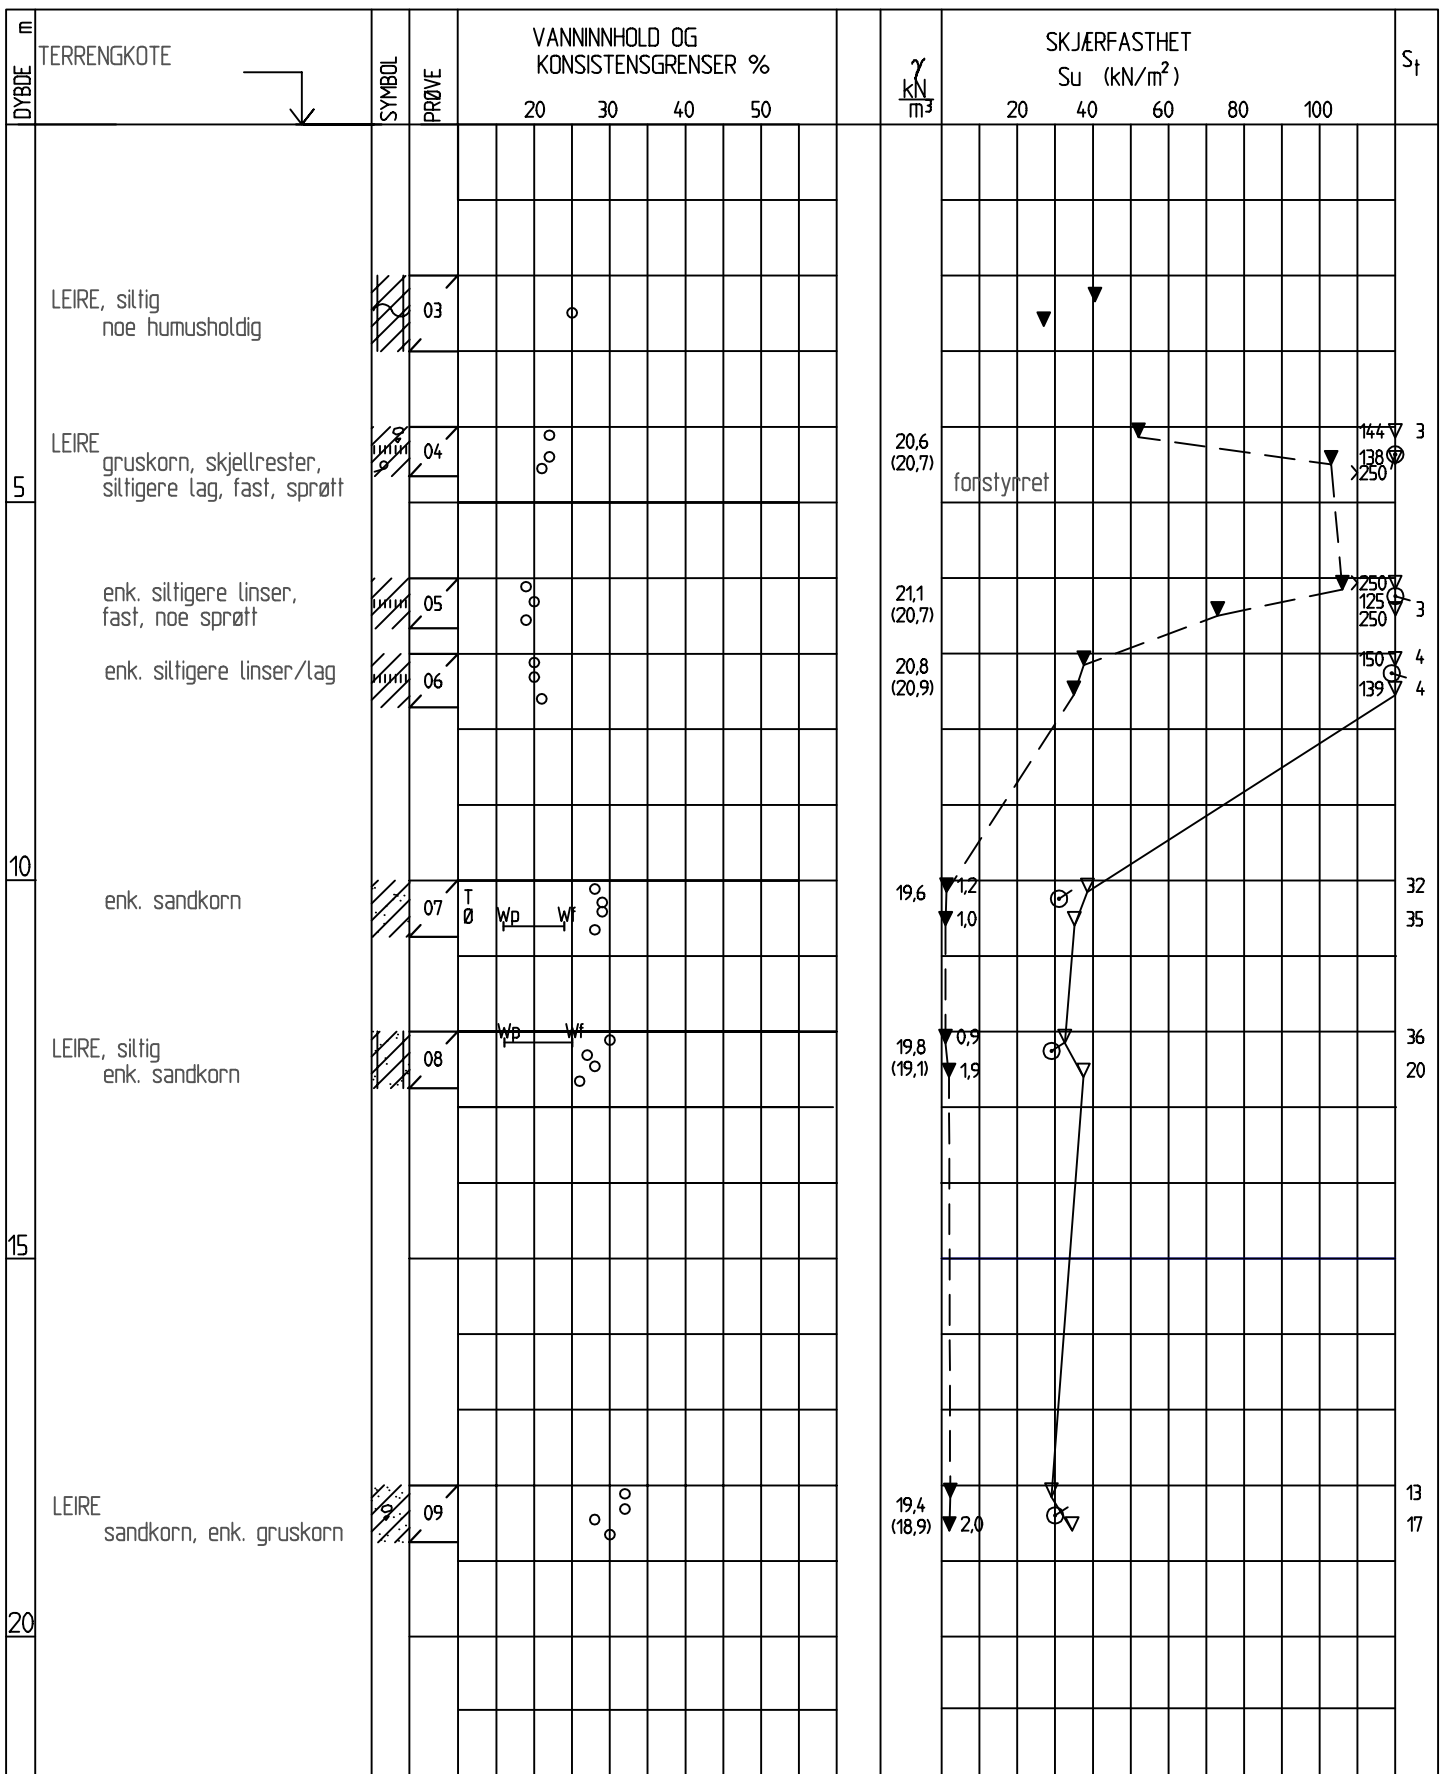 DYBDE m
TERRENGKOTE
SYMBOL
PRØVE
VANNINNHOLD OG
KONSISTENSGRENSER %
20 30 40 50
γ
kN
m³
SKJÆRFASTHET
Su (kN/m²)
20 40 60 80 100
St
LEIRE, siltig
noe humusholdig
03
LEIRE
gruskorn, skjellrester,
siltigere lag, fast, sprøtt
04
20,6
(20,7)
forstyrret
144 3
138
>250
5
enk. siltigere linser,
fast, noe sprøtt
05
21,1
(20,7)
>250
125
250 3
enk. siltigere linser/lag
06
20,8
(20,9)
150 4
139 4
10
enk. sandkorn
07
T
Ø
Wp Wf
19,6
1,2 32
1,0 35
LEIRE, siltig
enk. sandkorn
08
Wp Wf
19,8
(19,1)
0,9 36
1,9 20
15
LEIRE
sandkorn, enk. gruskorn
09
19,4
(18,9)
13
2,0 17
20